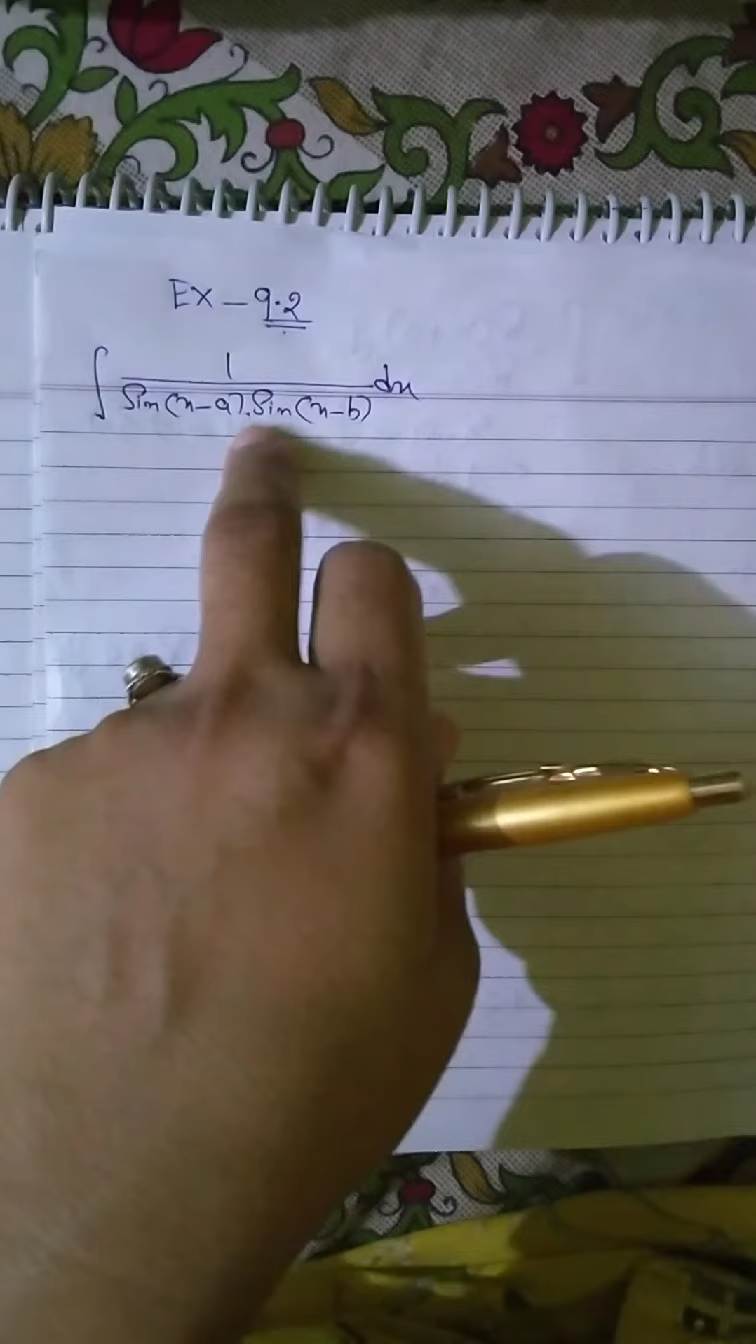 Ex - 9.2
∫ 1/(Sin(x-a).Sin(x-b)) dx